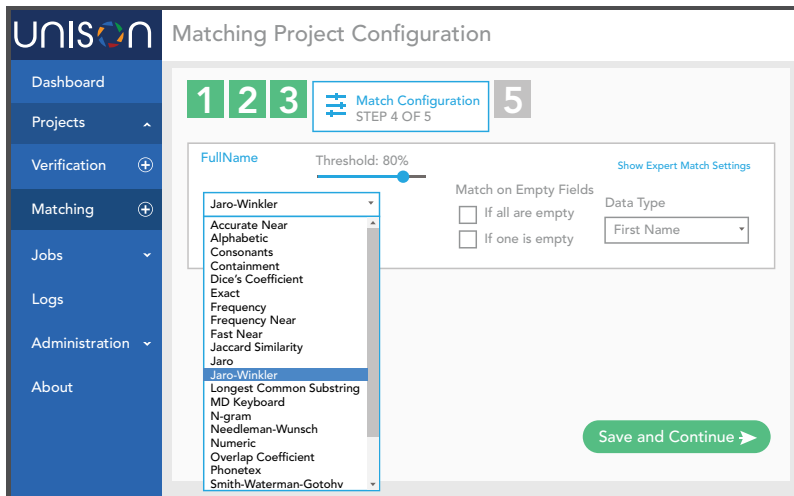 UNISON
Matching Project Configuration
Dashboard
Projects
Verification
Matching
Jobs
Logs
Administration
About
1 2 3
Match Configuration
STEP 4 OF 5
5
FullName
Threshold: 80%
Show Expert Match Settings
Jaro-Winkler
Match on Empty Fields
If all are empty
If one is empty
Data Type
First Name
Accurate Near
Alphabetic
Consonants
Containment
Dice's Coefficient
Exact
Frequency
Frequency Near
Fast Near
Jaccard Similarity
Jaro
Jaro-Winkler
Longest Common Substring
MD Keyboard
N-gram
Needleman-Wunsch
Numeric
Overlap Coefficient
Phonetex
Smith-Waterman-Gotohv
Save and Continue